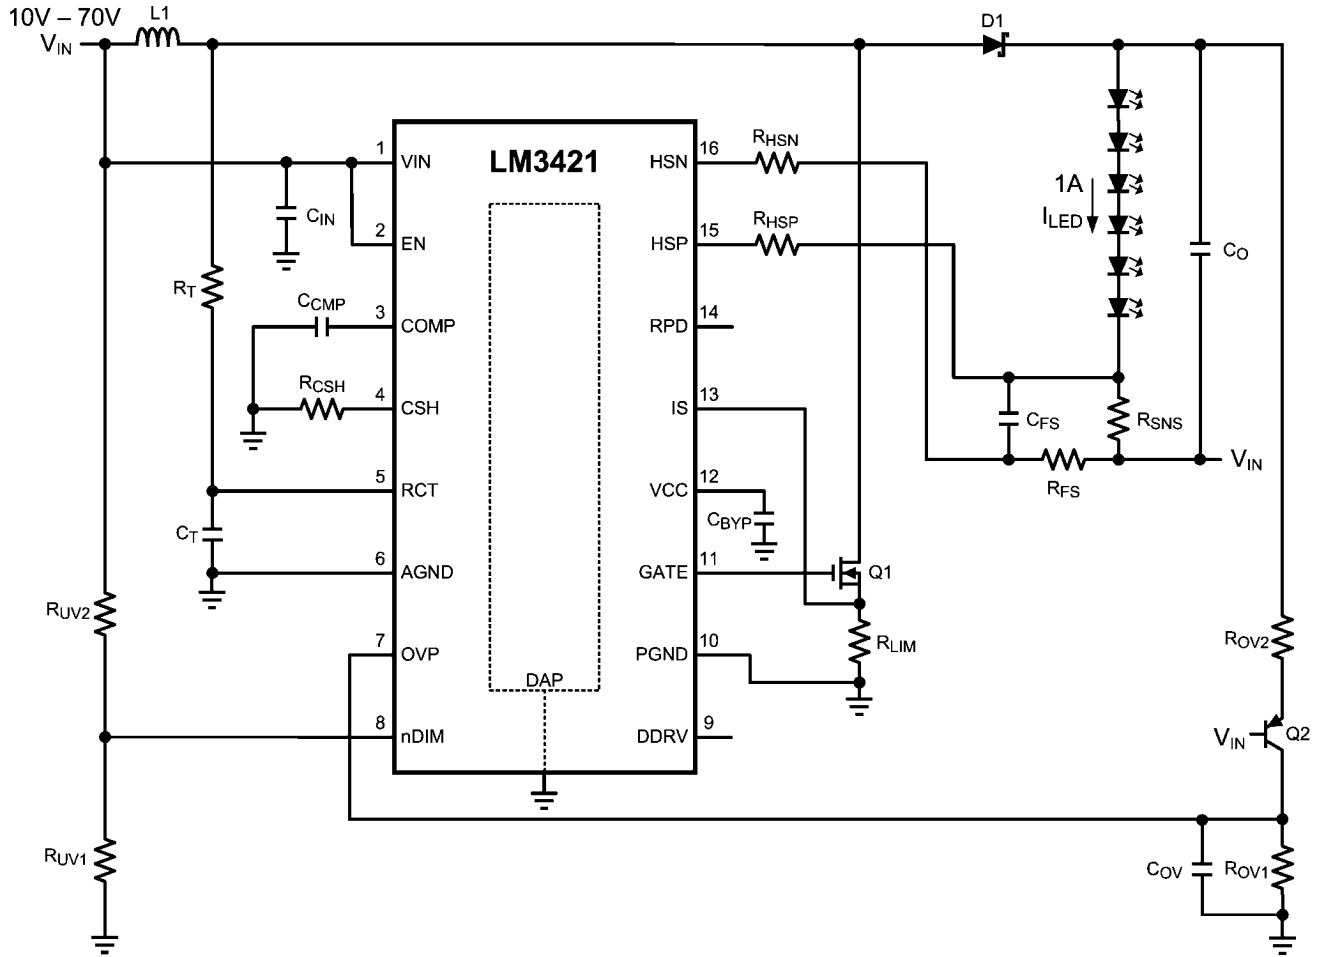 10V – 70V
VIN
L1
D1
LM3421
1
VIN
CIN
2
EN
RT
CCMP
3
COMP
RCSH
4
CSH
5
RCT
CT
6
AGND
RUV2
7
OVP
8
nDIM
RUV1
DAP
16
HSN
RHSN
15
HSP
RHSP
14
RPD
13
IS
12
VCC
CBYP
11
GATE
Q1
10
PGND
RLIM
9
DDRV
1A
ILED
CO
CFS
RSNS
RFS
VIN
ROV2
VIN
Q2
COV
ROV1